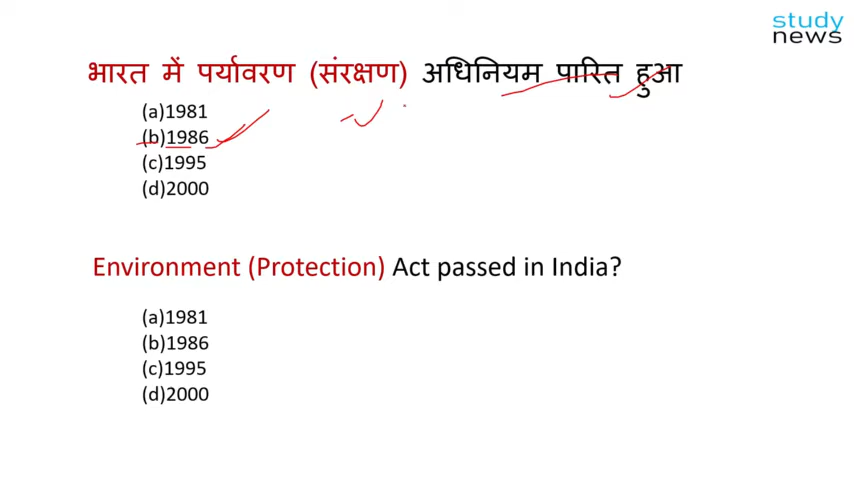 study
news
भारत में पर्यावरण (संरक्षण) अधिनियम पारित हुआ
(a)1981
(b)1986
(c)1995
(d)2000
Environment (Protection) Act passed in India?
(a)1981
(b)1986
(c)1995
(d)2000